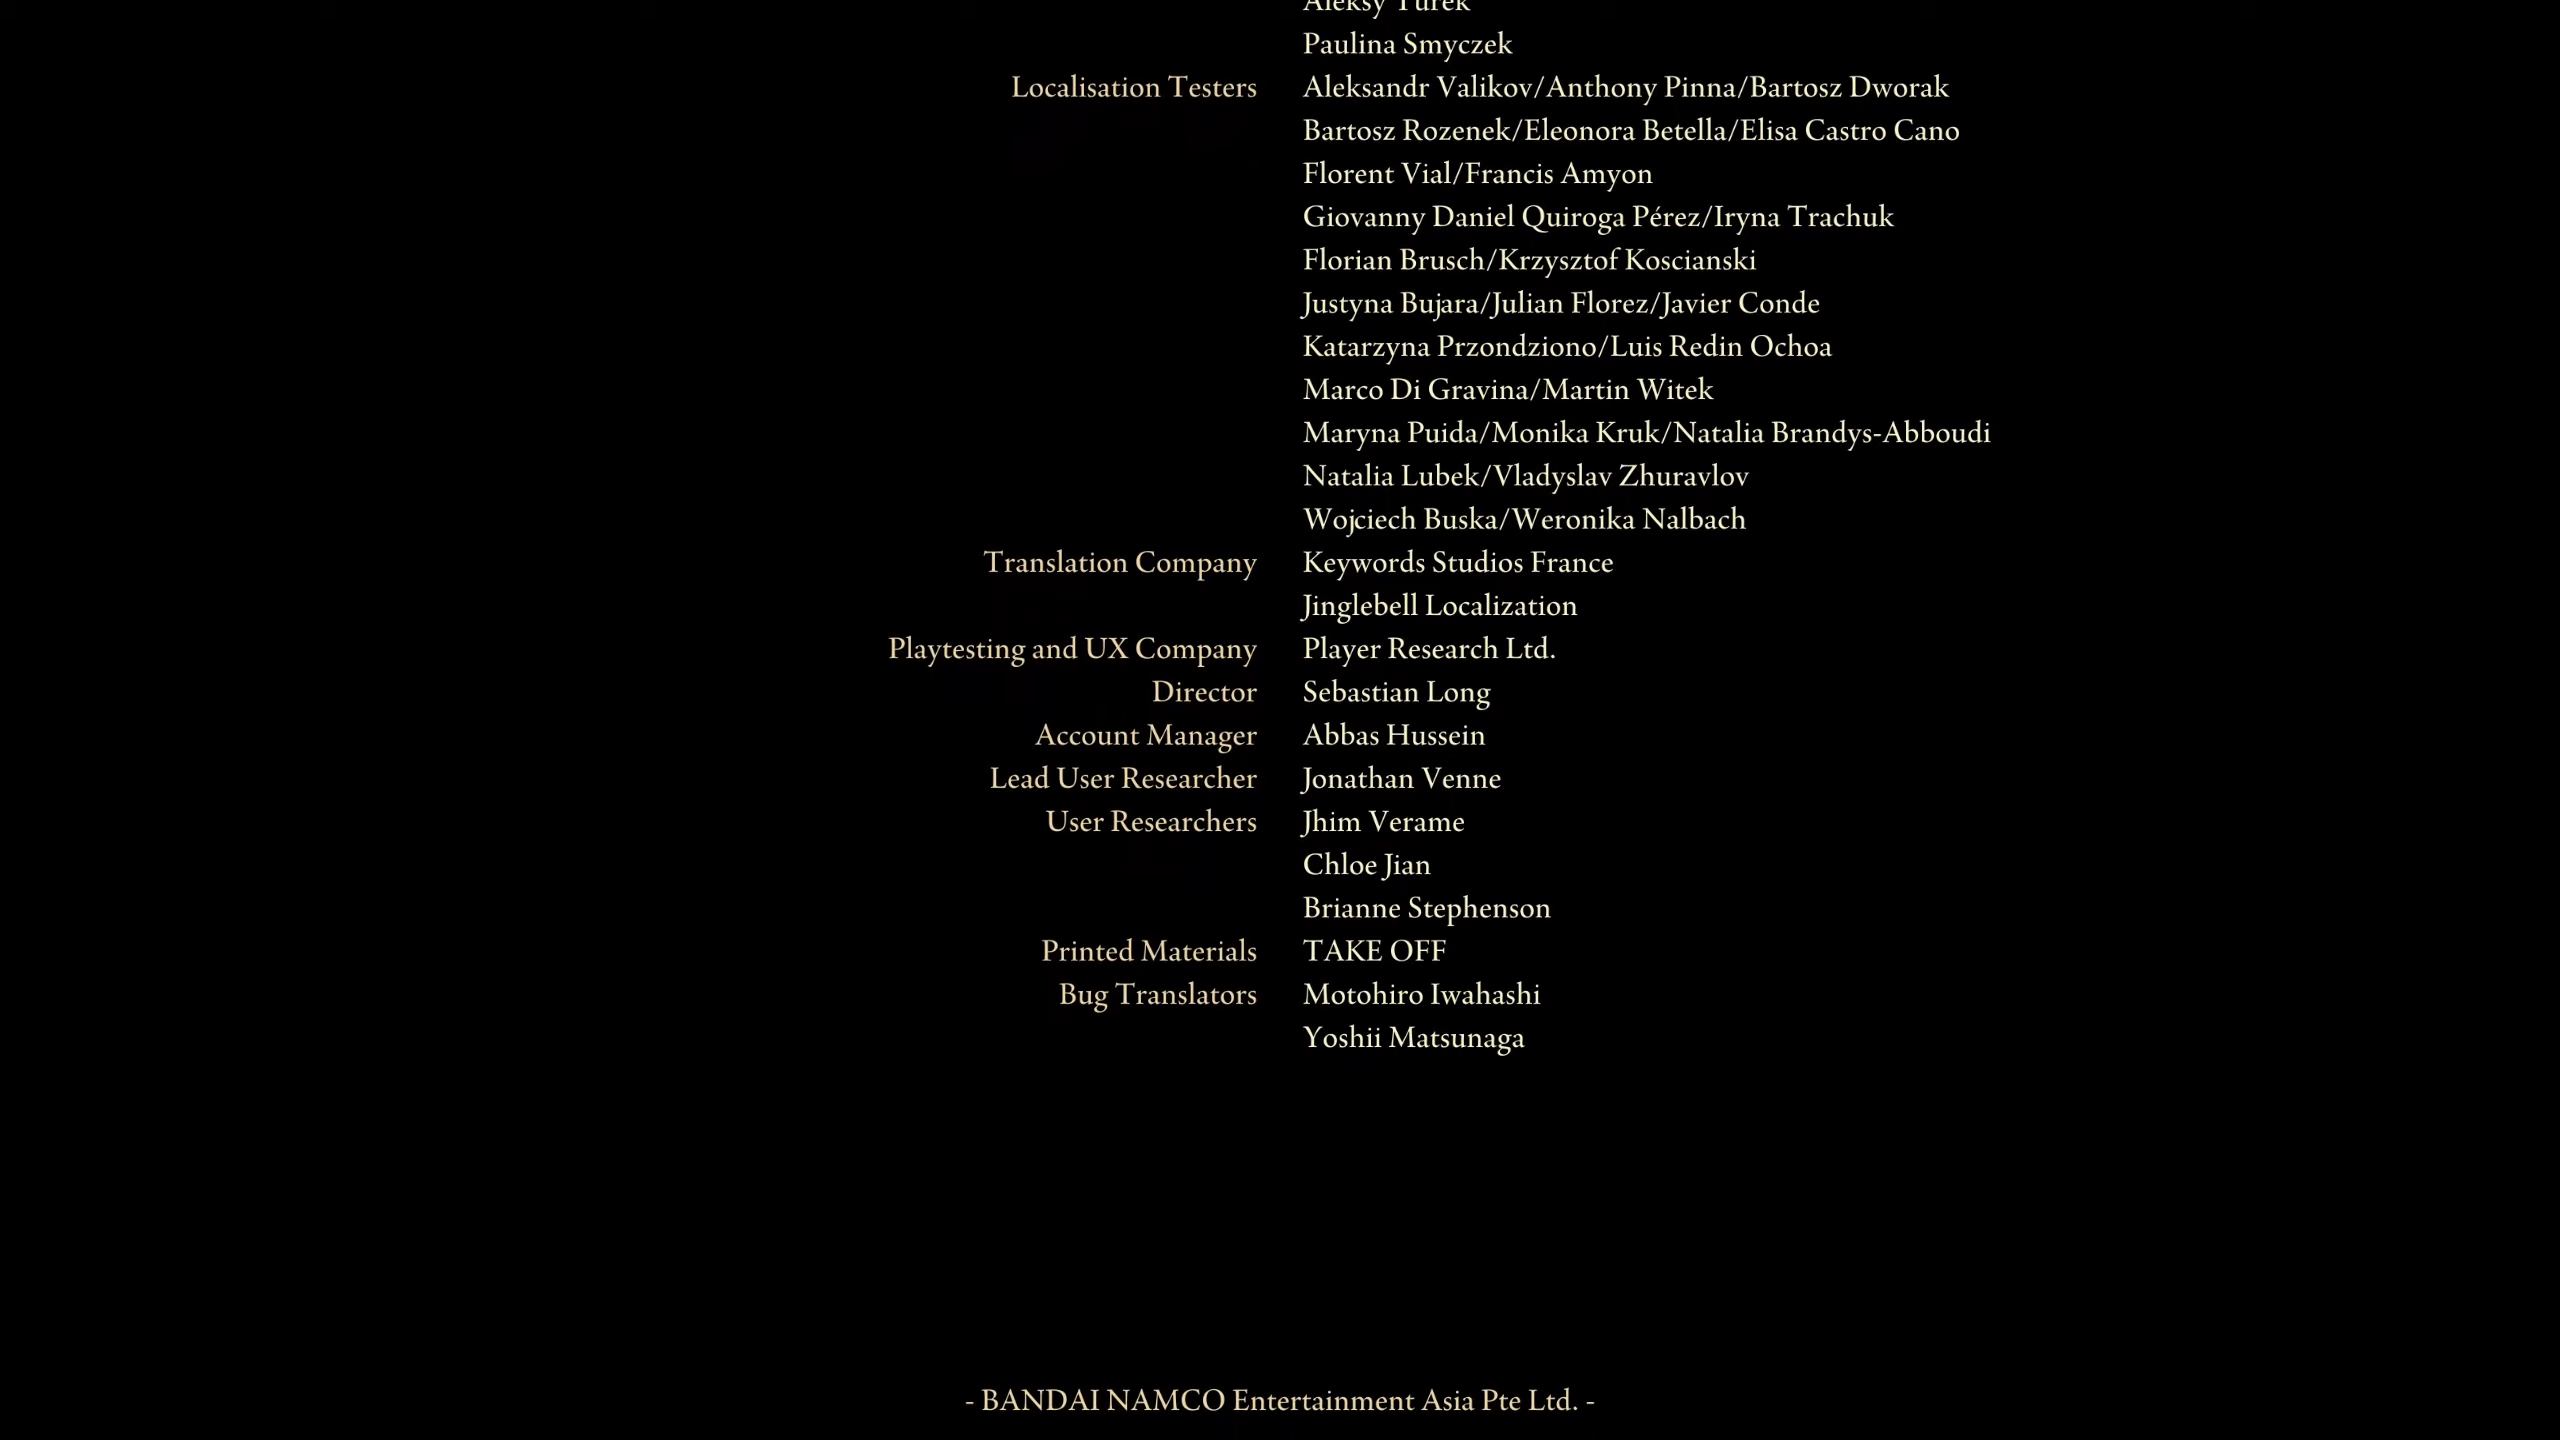 Aleksy Turek
Paulina Smyczek
Localisation Testers Aleksandr Valikov/Anthony Pinna/Bartosz Dworak
Bartosz Rozenek/Eleonora Betella/Elisa Castro Cano
Florent Vial/Francis Amyon
Giovanny Daniel Quiroga Pérez/Iryna Trachuk
Florian Brusch/Krzysztof Koscianski
Justyna Bujara/Julian Florez/Javier Conde
Katarzyna Przondziono/Luis Redin Ochoa
Marco Di Gravina/Martin Witek
Maryna Puida/Monika Kruk/Natalia Brandys-Abboudi
Natalia Lubek/Vladyslav Zhuravlov
Wojciech Buska/Weronika Nalbach
Translation Company Keywords Studios France
Jinglebell Localization
Playtesting and UX Company Player Research Ltd.
Director Sebastian Long
Account Manager Abbas Hussein
Lead User Researcher Jonathan Venne
User Researchers Jhim Verame
Chloe Jian
Brianne Stephenson
Printed Materials TAKE OFF
Bug Translators Motohiro Iwahashi
Yoshii Matsunaga
- BANDAI NAMCO Entertainment Asia Pte Ltd. -